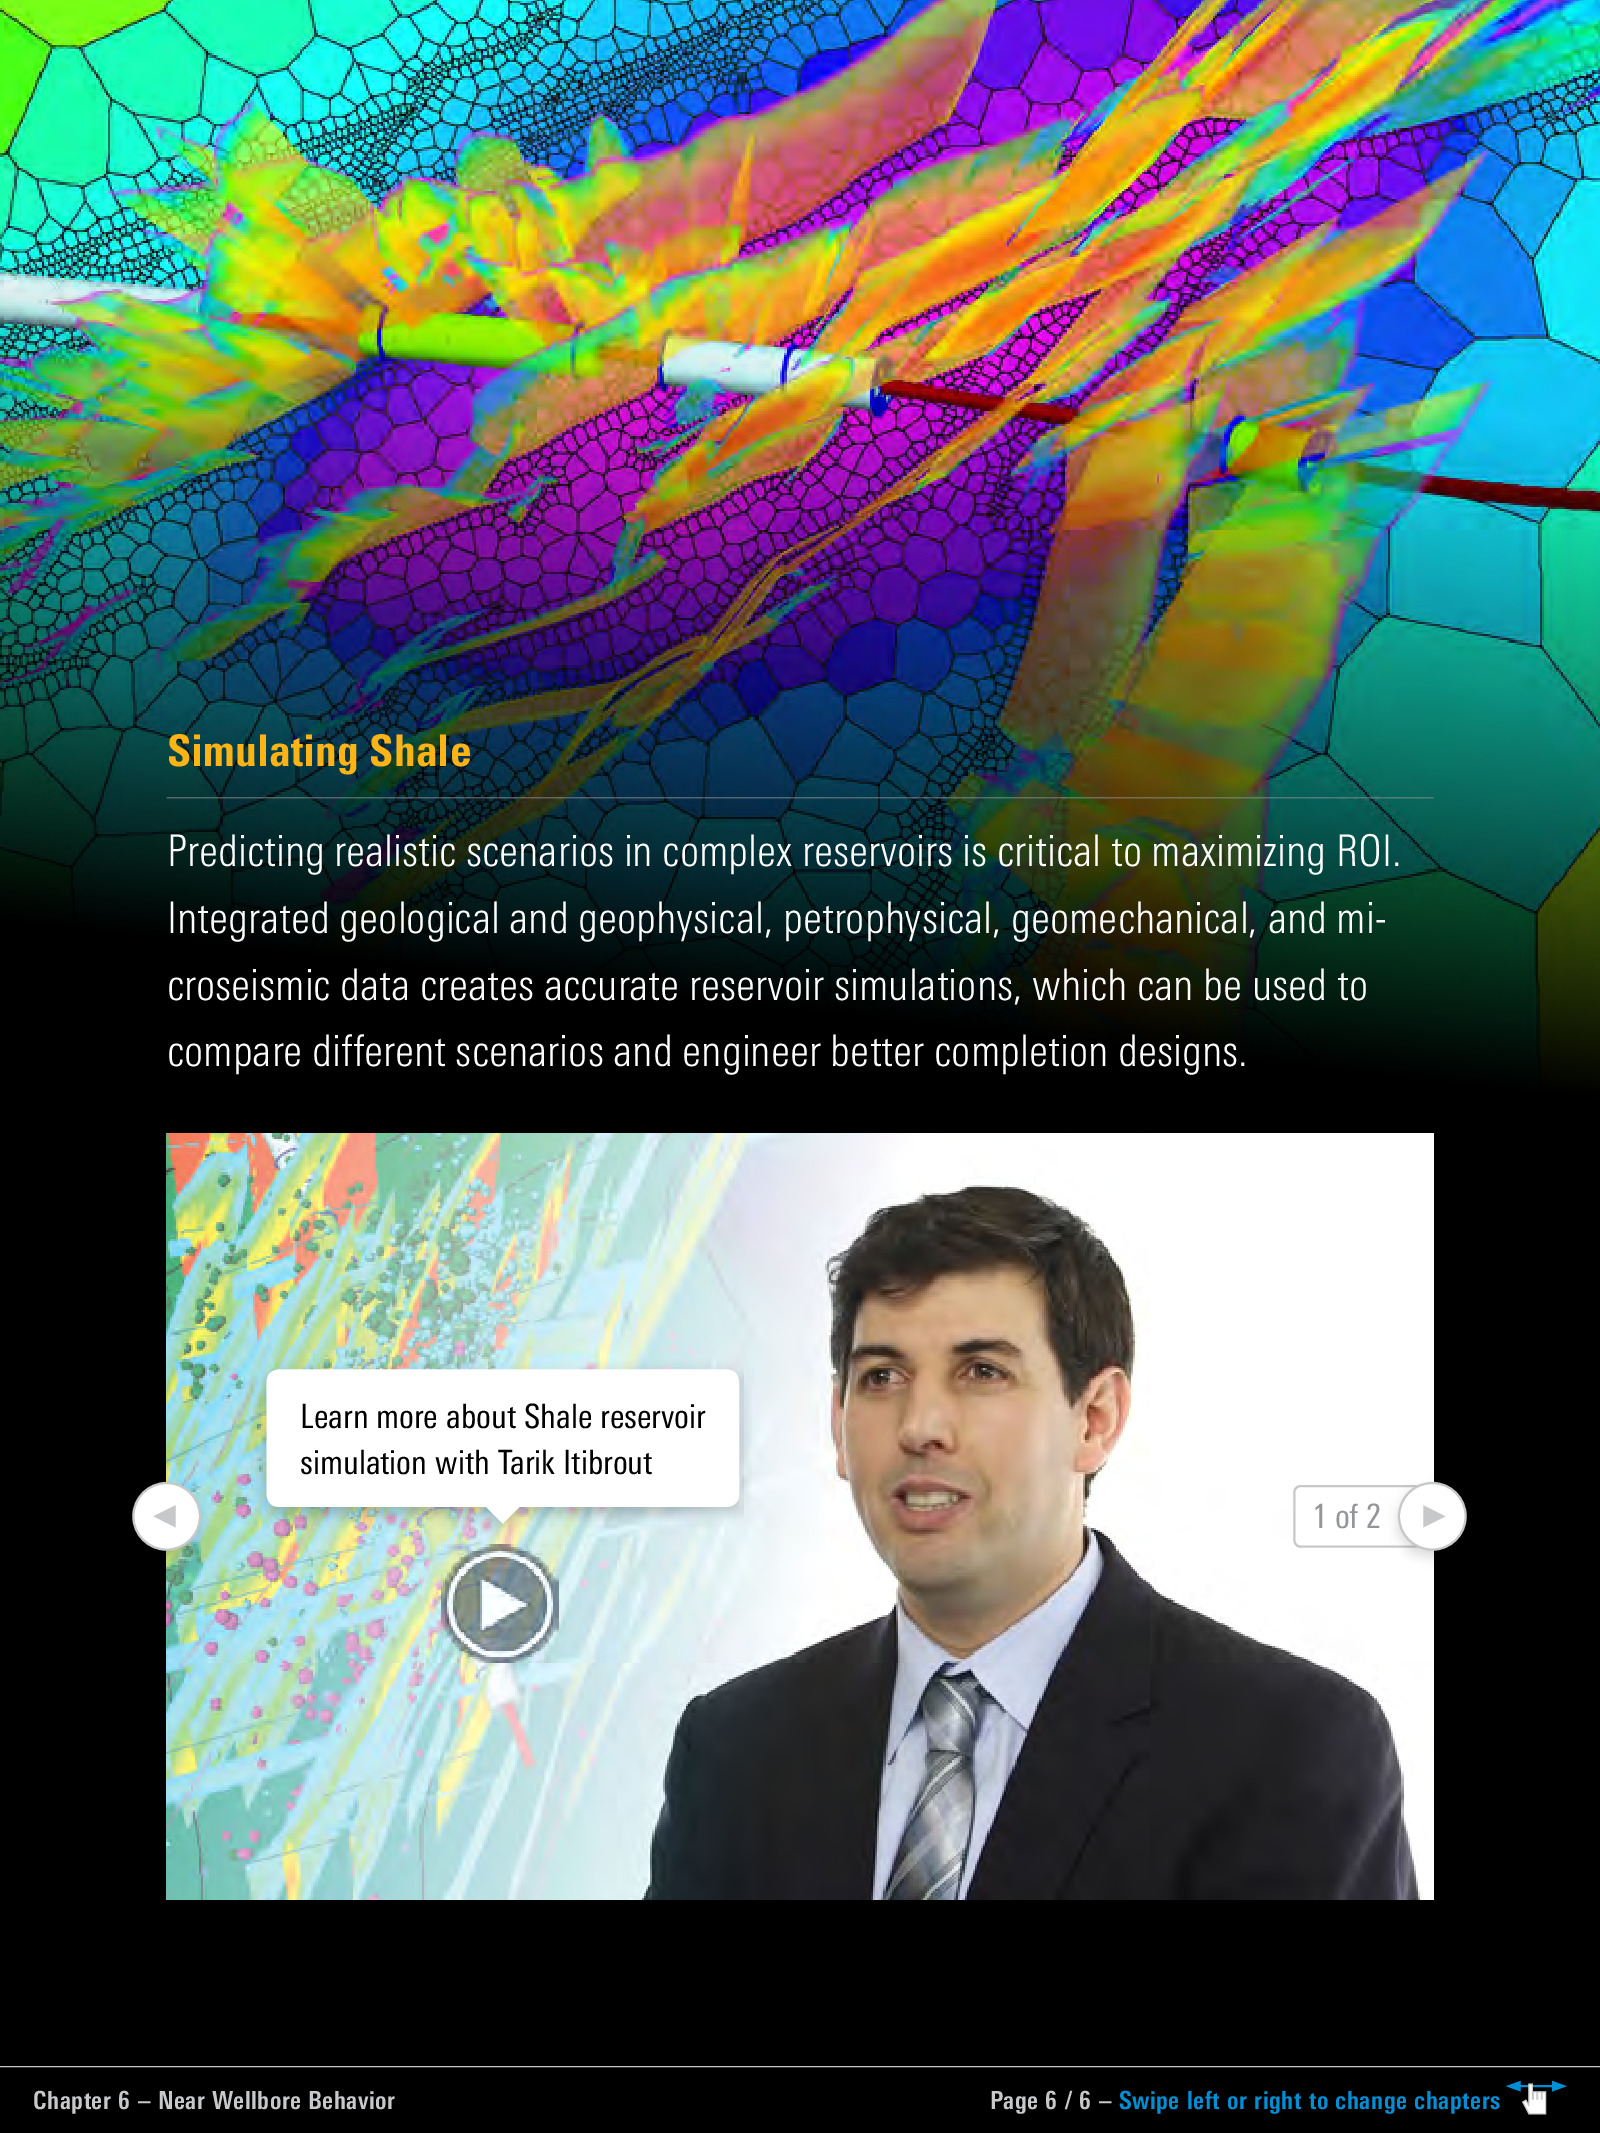 Simulating Shale
Predicting realistic scenarios in complex reservoirs is critical to maximizing ROI.
Integrated geological and geophysical, petrophysical, geomechanical, and mi-
croseismic data creates accurate reservoir simulations, which can be used to
compare different scenarios and engineer better completion designs.
Learn more about Shale reservoir
simulation with Tarik Itibrout
1 of 2
Chapter 6 – Near Wellbore Behavior
Page 6 / 6 – Swipe left or right to change chapters